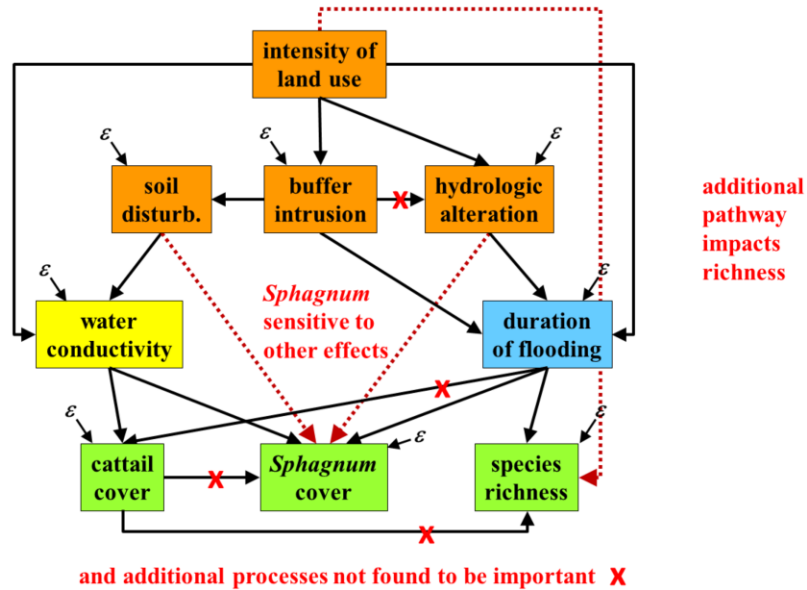 intensity of
land use
ε
ε
ε
soil
disturb.
buffer
intrusion
X
hydrologic
alteration
additional
pathway
impacts
richness
ε
Sphagnum
sensitive to
other effects
ε
water
conductivity
duration
of flooding
X
ε
ε
ε
cattail
cover
X
Sphagnum
cover
species
richness
X
and additional processes not found to be important X